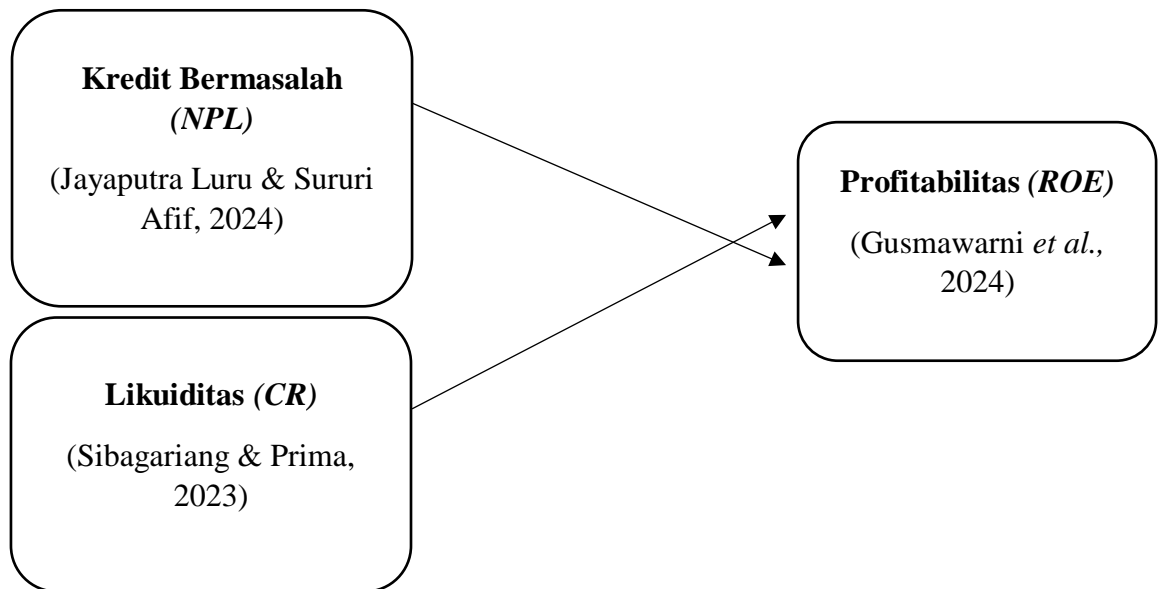 Kredit Bermasalah
(NPL)
(Jayaputra Luru & Sururi
Afif, 2024)
Likuiditas (CR)
(Sibagariang & Prima,
2023)
Profitabilitas (ROE)
(Gusmawarni et al.,
2024)